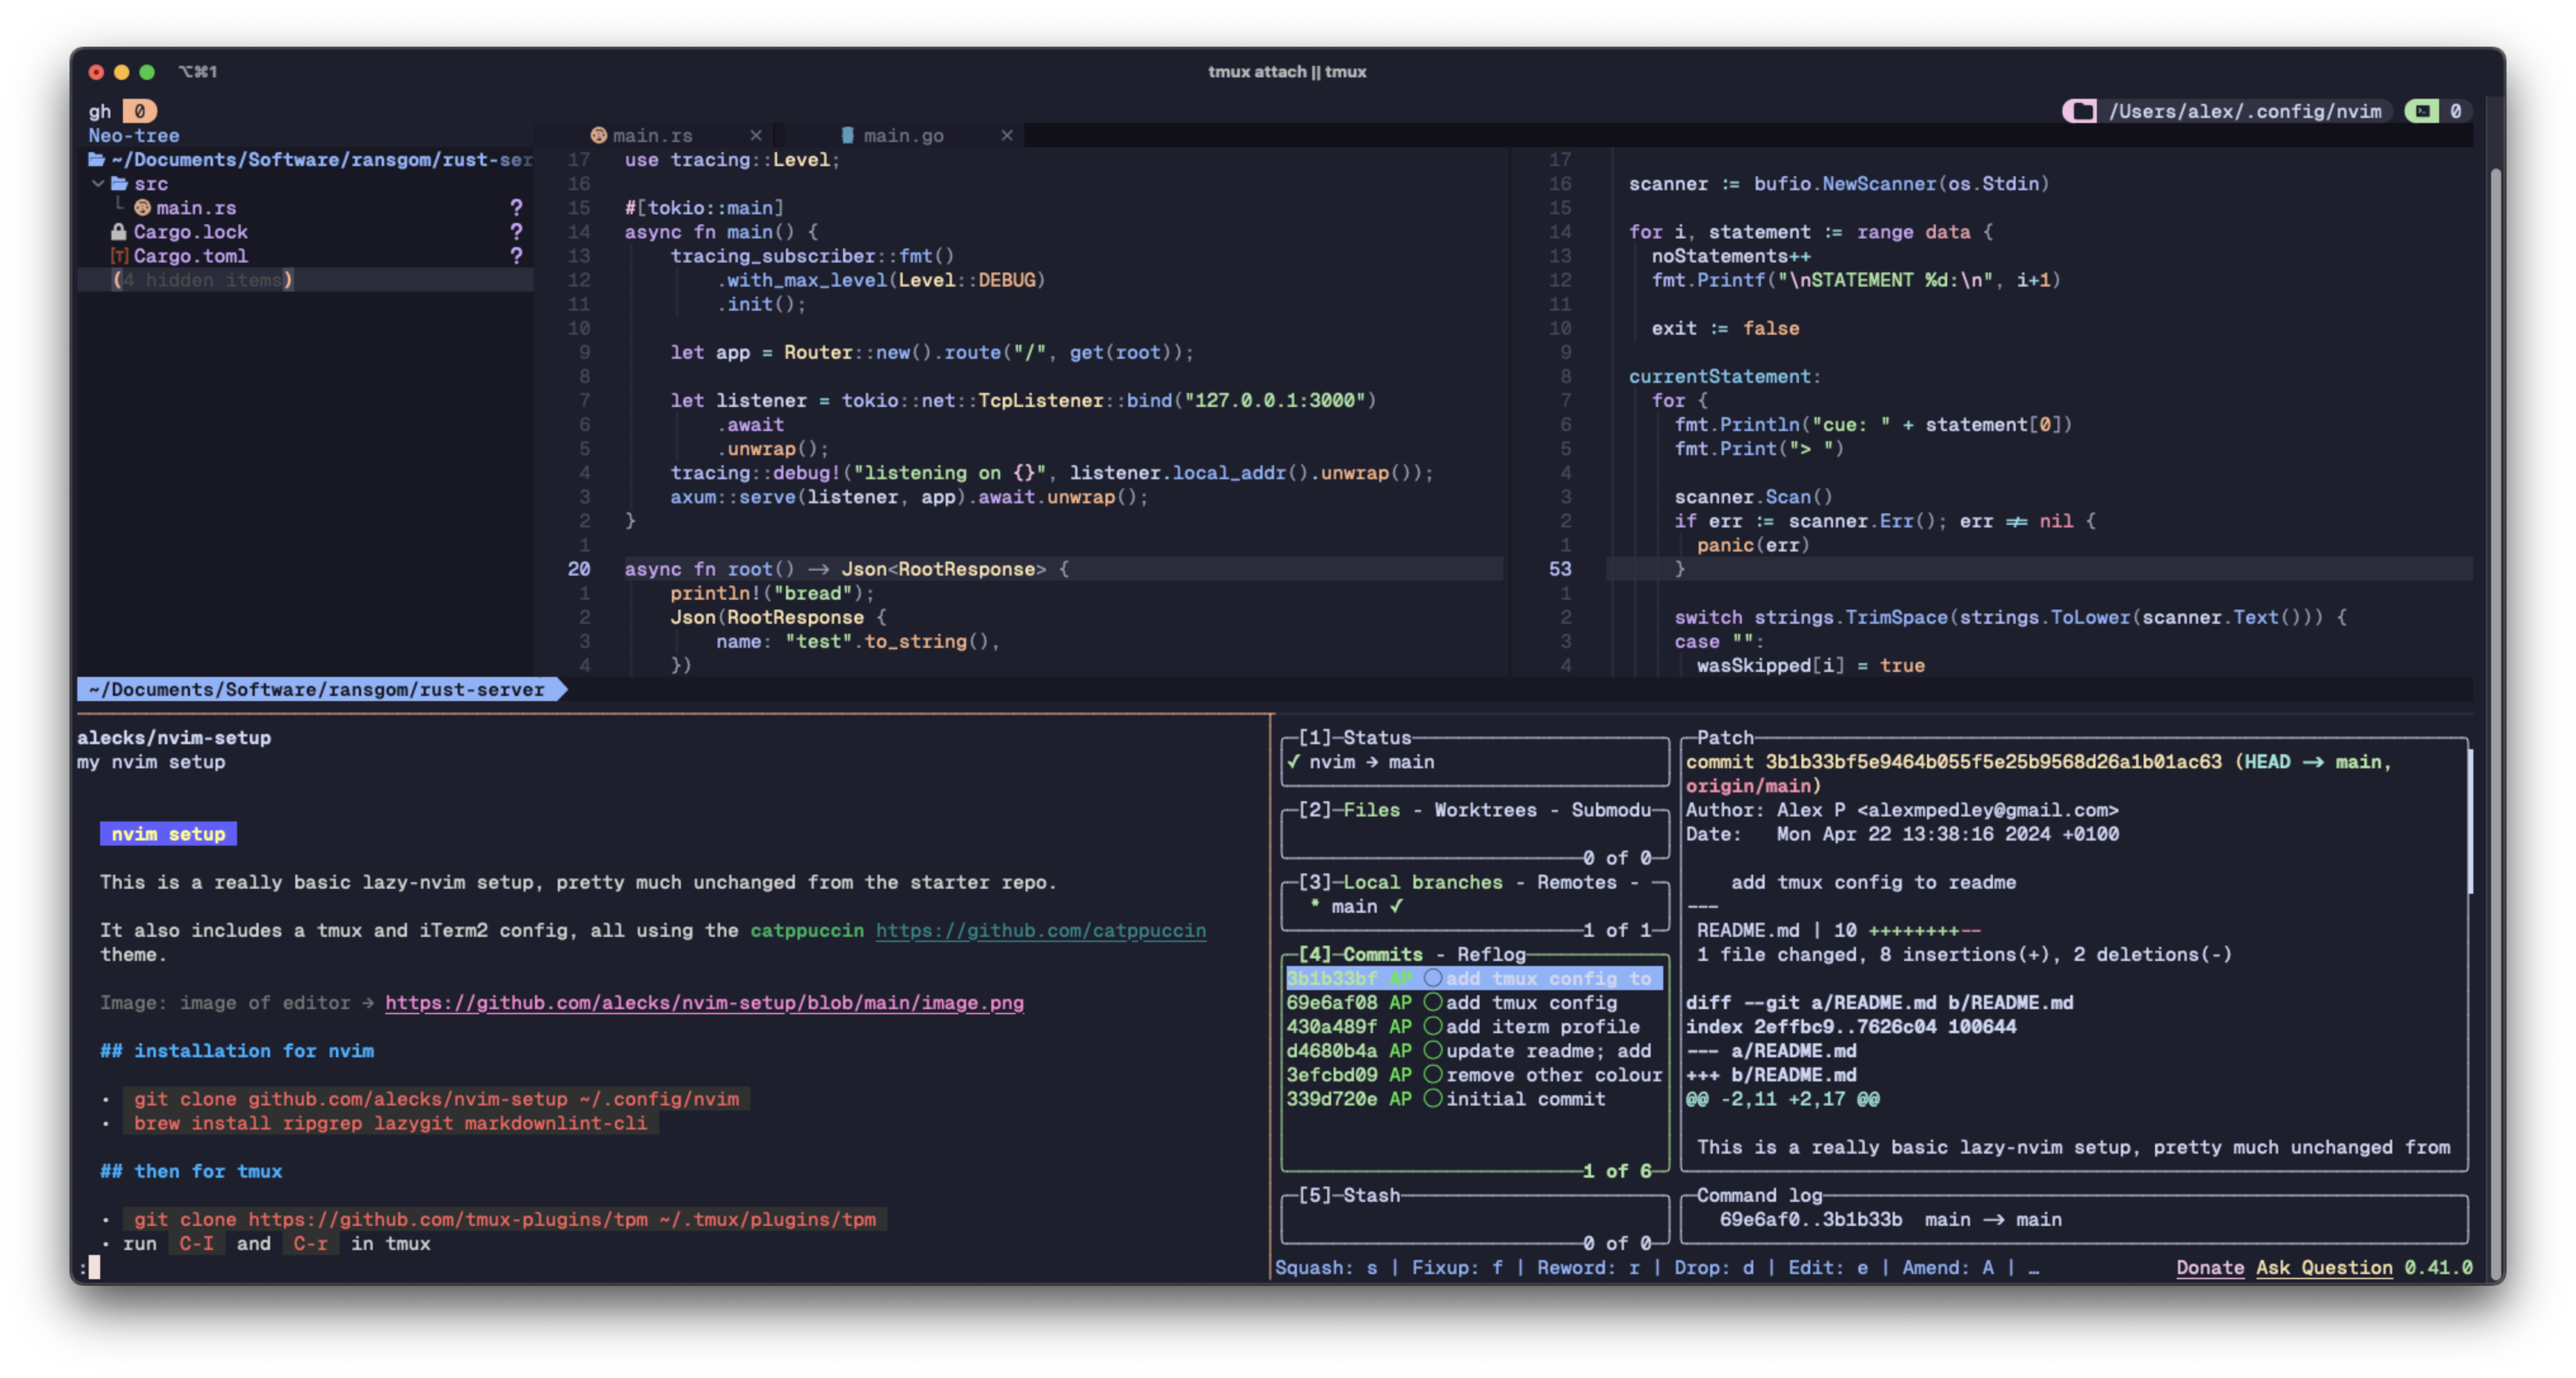 ⌥⌘1
tmux attach || tmux
gh 0
/Users/alex/.config/nvim 0
Neo-tree
~/Documents/Software/ransgom/rust-ser
src
main.rs ?
Cargo.lock ?
Cargo.toml ?
(4 hidden items)
main.rs ×
main.go ×
17 use tracing::Level;
16
15 #[tokio::main]
14 async fn main() {
13 tracing_subscriber::fmt()
12 .with_max_level(Level::DEBUG)
11 .init();
10
9 let app = Router::new().route("/", get(root));
8
7 let listener = tokio::net::TcpListener::bind("127.0.0.1:3000")
6 .await
5 .unwrap();
4 tracing::debug!("listening on {}", listener.local_addr().unwrap());
3 axum::serve(listener, app).await.unwrap();
2 }
1
20 async fn root() -> Json<RootResponse> {
1 println!("bread");
2 Json(RootResponse {
3 name: "test".to_string(),
4 })
17
16 scanner := bufio.NewScanner(os.Stdin)
15
14 for i, statement := range data {
13 noStatements++
12 fmt.Printf("\nSTATEMENT %d:\n", i+1)
11
10 exit := false
9
8 currentStatement:
7 for {
6 fmt.Println("cue: " + statement[0])
5 fmt.Print("> ")
4
3 scanner.Scan()
2 if err := scanner.Err(); err != nil {
1 panic(err)
53 }
1
2 switch strings.TrimSpace(strings.ToLower(scanner.Text())) {
3 case "":
4 wasSkipped[i] = true
~/Documents/Software/ransgom/rust-server
alecks/nvim-setup
my nvim setup
nvim setup
This is a really basic lazy-nvim setup, pretty much unchanged from the starter repo.
It also includes a tmux and iTerm2 config, all using the catppuccin https://github.com/catppuccin
theme.
Image: image of editor → https://github.com/alecks/nvim-setup/blob/main/image.png
## installation for nvim
• git clone github.com/alecks/nvim-setup ~/.config/nvim
• brew install ripgrep lazygit markdownlint-cli
## then for tmux
• git clone https://github.com/tmux-plugins/tpm ~/.tmux/plugins/tpm
• run C-I and C-r in tmux
:
[1]-Status
✓ nvim → main
[2]-Files - Worktrees - Submodu
0 of 0
[3]-Local branches - Remotes -
* main ✓
1 of 1
[4]-Commits - Reflog
3b1b33bf AP ○ add tmux config to
69e6af08 AP ○ add tmux config
430a489f AP ○ add iterm profile
d4680b4a AP ○ update readme; add
3efcbd09 AP ○ remove other colour
339d720e AP ○ initial commit
1 of 6
[5]-Stash
0 of 0
Patch
commit 3b1b33bf5e9464b055f5e25b9568d26a1b01ac63 (HEAD -> main,
origin/main)
Author: Alex P <alexmpedley@gmail.com>
Date: Mon Apr 22 13:38:16 2024 +0100
add tmux config to readme
---
README.md | 10 ++++++++--
1 file changed, 8 insertions(+), 2 deletions(-)
diff --git a/README.md b/README.md
index 2effbc9..7626c04 100644
--- a/README.md
+++ b/README.md
@@ -2,11 +2,17 @@
This is a really basic lazy-nvim setup, pretty much unchanged from
Command log
69e6af0..3b1b33b main -> main
Squash: s | Fixup: f | Reword: r | Drop: d | Edit: e | Amend: A | …
Donate Ask Question 0.41.0